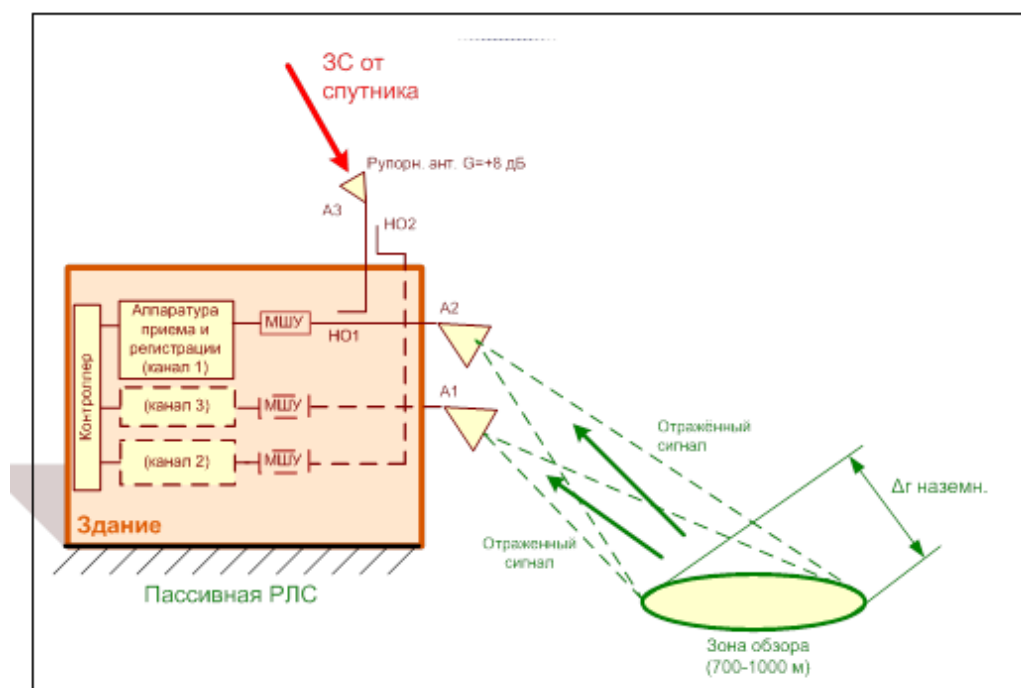 ЗС от
спутника
Рупорн. ант. G=+8 дБ
А3
НО2
Аппаратура
приема и
регистрации
(канал 1)
МШУ
НО1
А2
Контроллер
(канал 3)
МШУ
А1
(канал 2)
МШУ
Отражённый
сигнал
Δr наземн.
Здание
Отраженный
сигнал
Пассивная РЛС
Зона обзора
(700-1000 м)